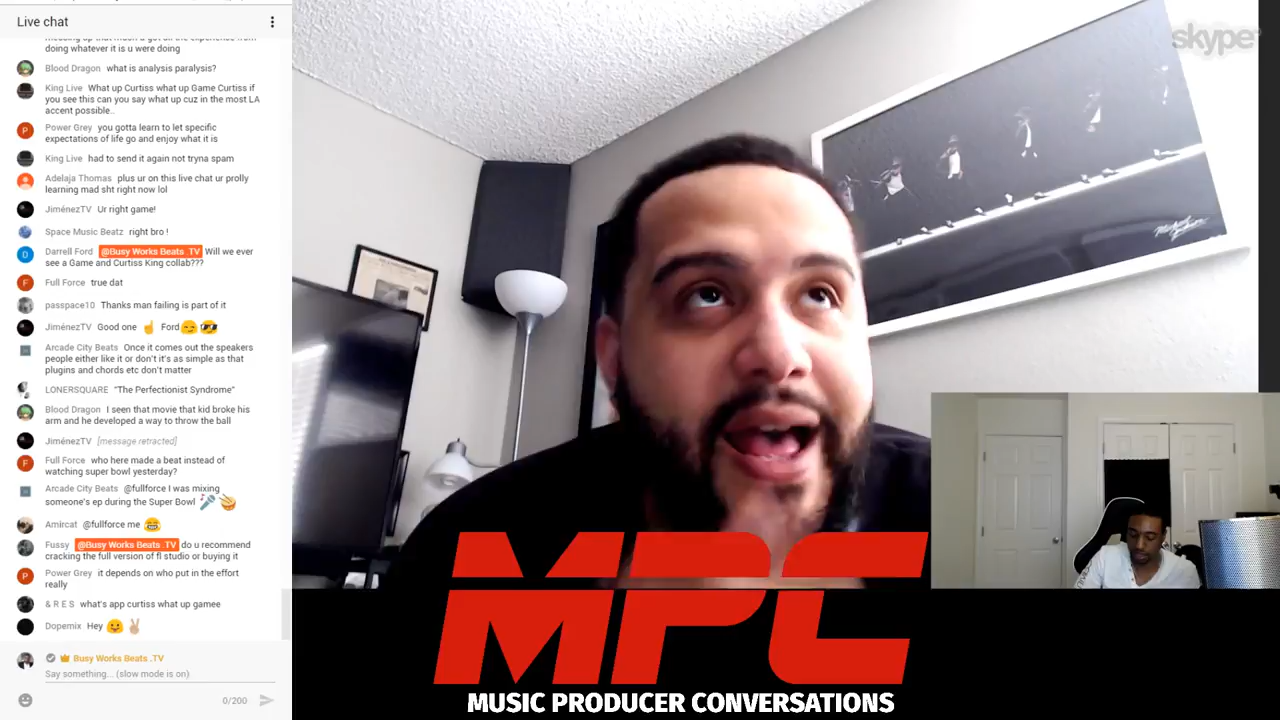 Live chat
doing whatever it is u were doing
Blood Dragon what is analysis paralysis?
King Live What up Curtiss what up Game Curtiss if
you see this can you say what up cuz in the most LA
accent possible..
Power Grey you gotta learn to let specific
expectations of life go and enjoy what it is
King Live had to send it again not tryna spam
Adelaja Thomas plus ur on this live chat ur prolly
learning mad sht right now lol
JiménezTV Ur right game!
Space Music Beatz right bro !
Darrell Ford @Busy Works Beats .TV Will we ever
see a Game and Curtiss King collab???
Full Force true dat
passpace10 Thanks man failing is part of it
JiménezTV Good one ☝ Ford😏😎
Arcade City Beats Once it comes out the speakers
people either like it or don't it's as simple as that
plugins and chords etc don't matter
LONERSQUARE "The Perfectionist Syndrome"
Blood Dragon I seen that movie that kid broke his
arm and he developed a way to throw the ball
JiménezTV [message retracted]
Full Force who here made a beat instead of
watching super bowl yesterday?
Arcade City Beats @fullforce I was mixing
someone's ep during the Super Bowl 🎤🥁
Amircat @fullforce me 😂
Fussy @Busy Works Beats .TV do u recommend
cracking the full version of fl studio or buying it
Power Grey it depends on who put in the effort
really
& R E S what's app curtiss what up gamee
Dopemix Hey 😛✌
Busy Works Beats .TV
Say something... (slow mode is on)
0/200
skype
MPC
MPC
MUSIC PRODUCER CONVERSATIONS